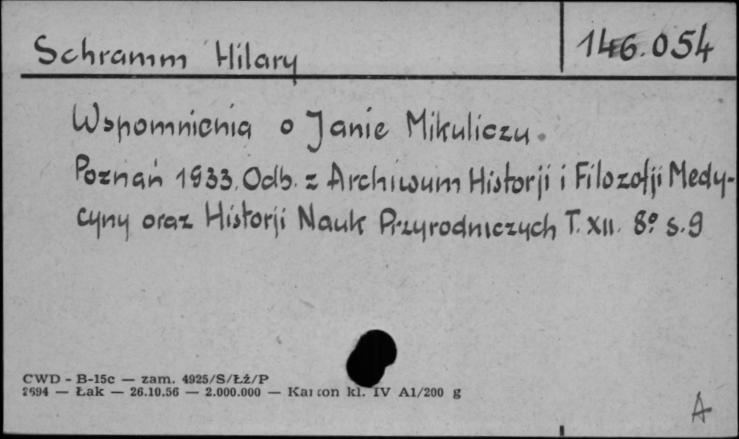 Schramm Hilary
146.054
Wspomnienia o Janie Mikuliczu.
Poznań 1933. Odb. z Archiwum Historji i Filozofji Medy-
cyny oraz Historji Nauk Przyrodniczych T. XII. 8° s. 9
CWD - B-15c — zam. 4925/S/Łż/P
2694 — Łak — 26.10.56 — 2.000.000 — Karton kl. IV A1/200 g
A